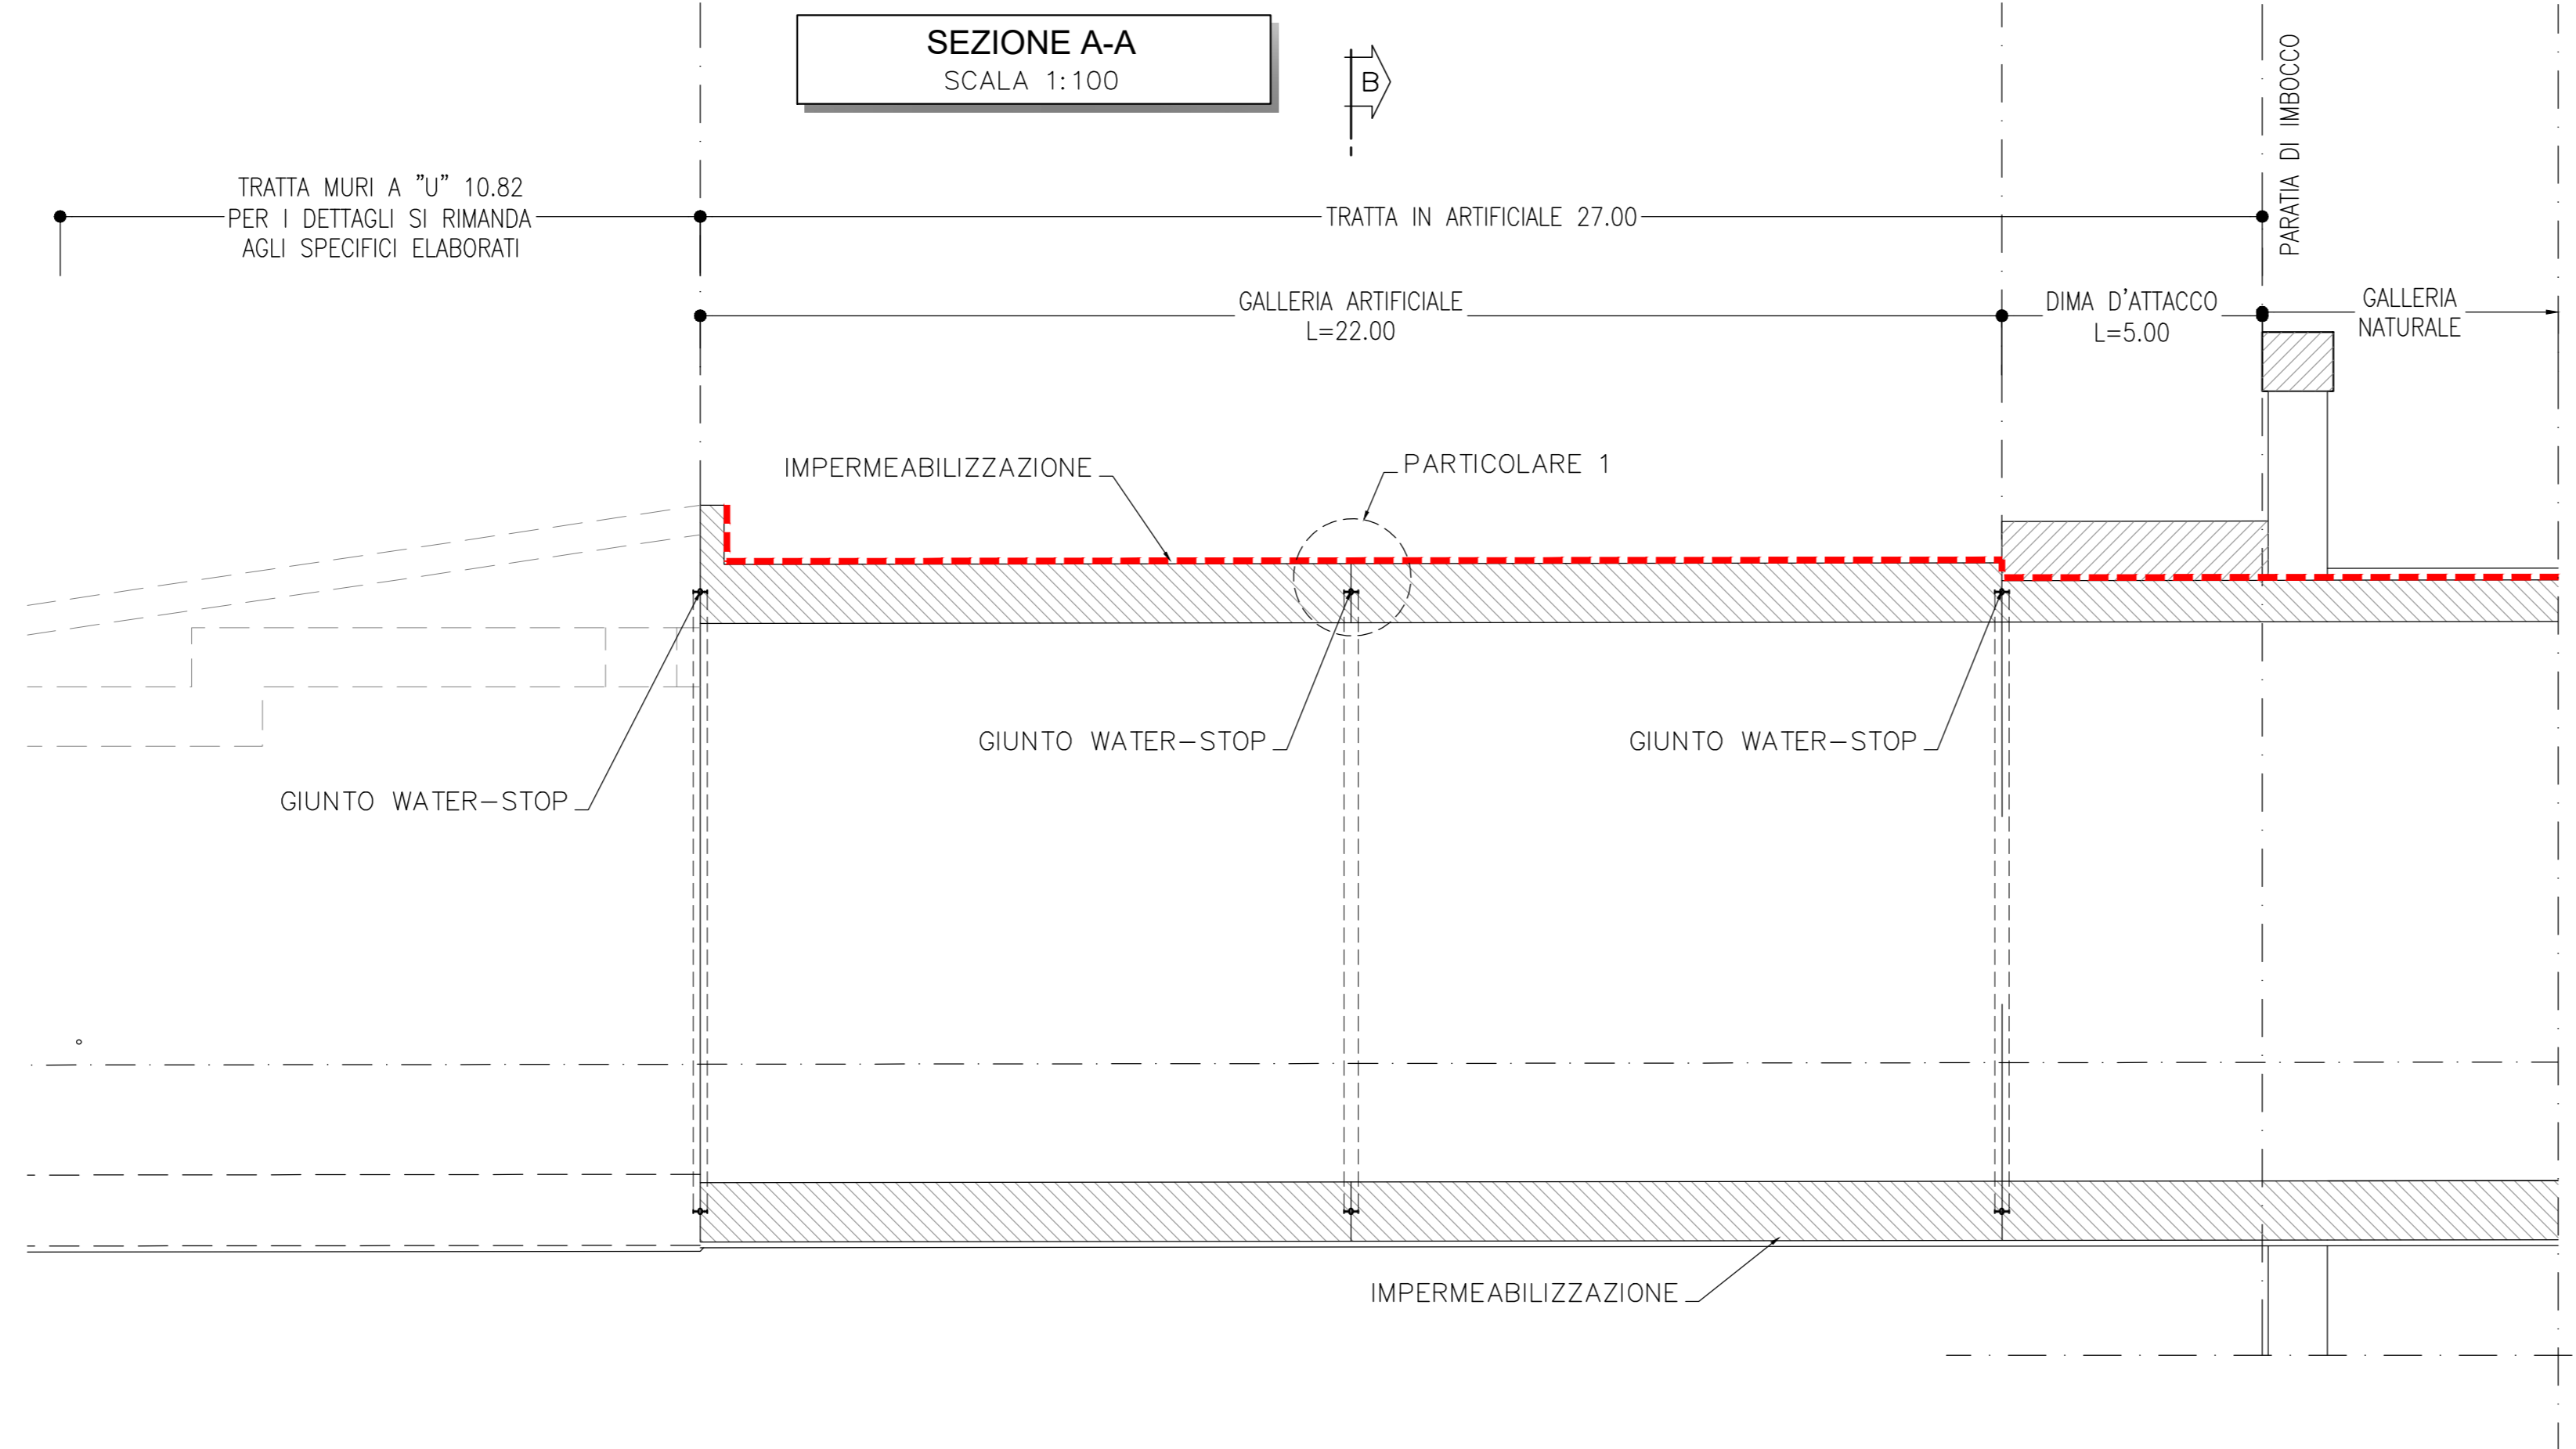 SEZIONE A-A
SCALA 1:100
B
PARATIA DI IMBOCCO
TRATTA MURI A "U" 10.82
PER I DETTAGLI SI RIMANDA
AGLI SPECIFICI ELABORATI
TRATTA IN ARTIFICIALE 27.00
GALLERIA ARTIFICIALE
L=22.00
DIMA D'ATTACCO
L=5.00
GALLERIA
NATURALE
IMPERMEABILIZZAZIONE
PARTICOLARE 1
GIUNTO WATER-STOP
GIUNTO WATER-STOP
GIUNTO WATER-STOP
IMPERMEABILIZZAZIONE